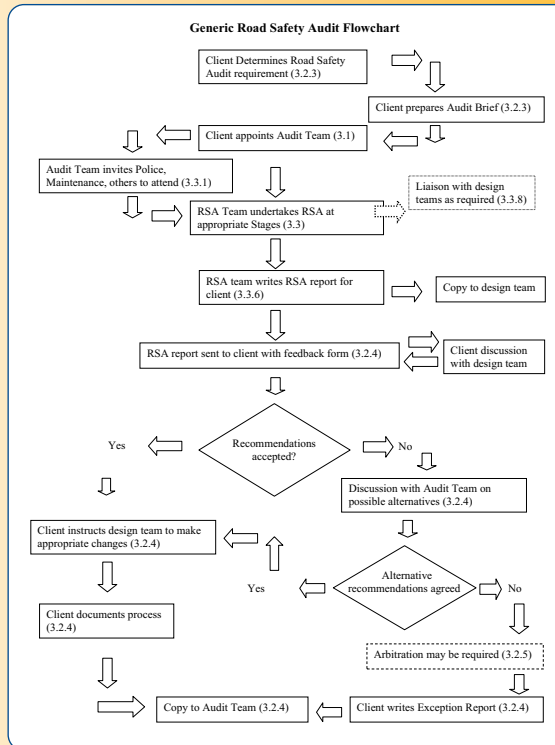 Generic Road Safety Audit Flowchart
Client Determines Road Safety
Audit requirement (3.2.3)
Client prepares Audit Brief (3.2.3)
Client appoints Audit Team (3.1)
Audit Team invites Police,
Maintenance, others to attend
(3.3.1)
Liaison with design
teams as required (3.3.8)
RSA Team undertakes RSA at
appropriate Stages (3.3)
RSA team writes RSA report for
client (3.3.6)
Copy to design team
RSA report sent to client with feedback form (3.2.4)
Client discussion
with design team
Recommendations
accepted?
Yes
No
Discussion with Audit Team on
possible alternatives (3.2.4)
Client instructs design team to make
appropriate changes (3.2.4)
Alternative
recommendations agreed
Yes
No
Client documents process
(3.2.4)
Arbitration may be required (3.2.5)
Copy to Audit Team (3.2.4)
Client writes Exception Report (3.2.4)